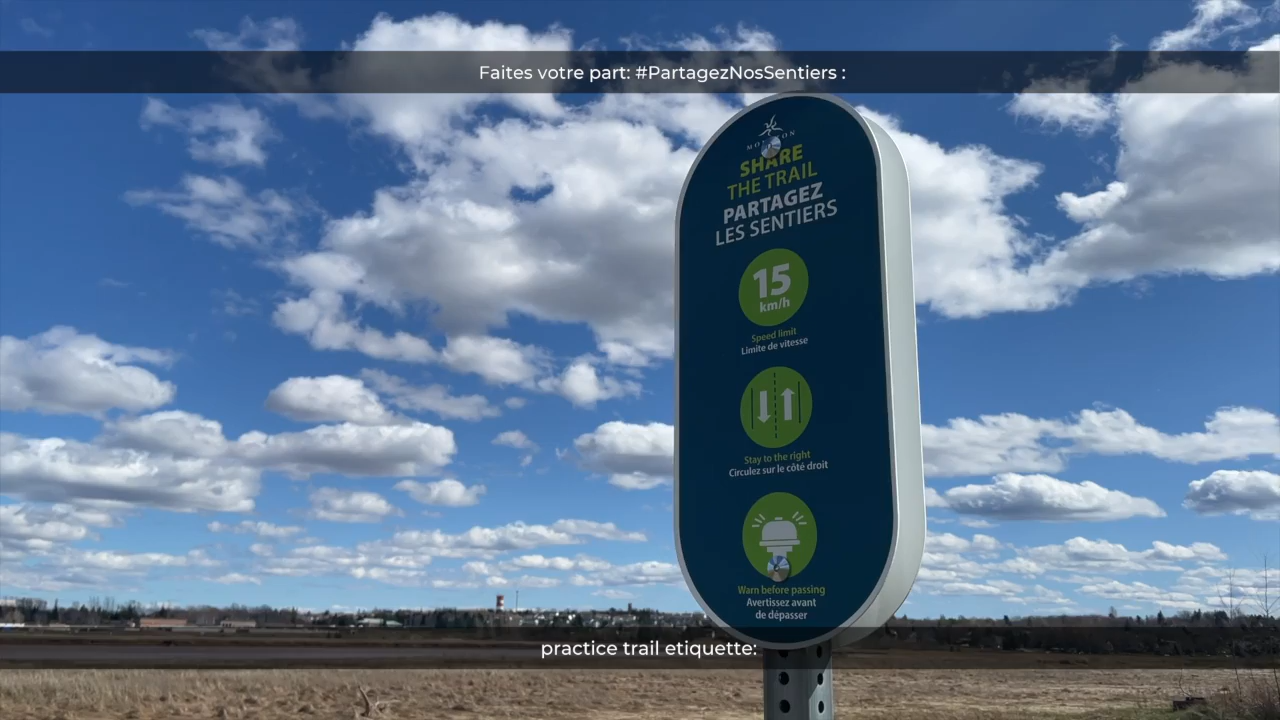 Faites votre part: #PartagezNosSentiers :
SHARE
THE TRAIL
PARTAGEZ
LES SENTIERS
15
km/h
Speed limit
Limite de vitesse
Stay to the right
Circulez sur le côté droit
Warn before passing
Avertissez avant
de dépasser
practice trail etiquette: